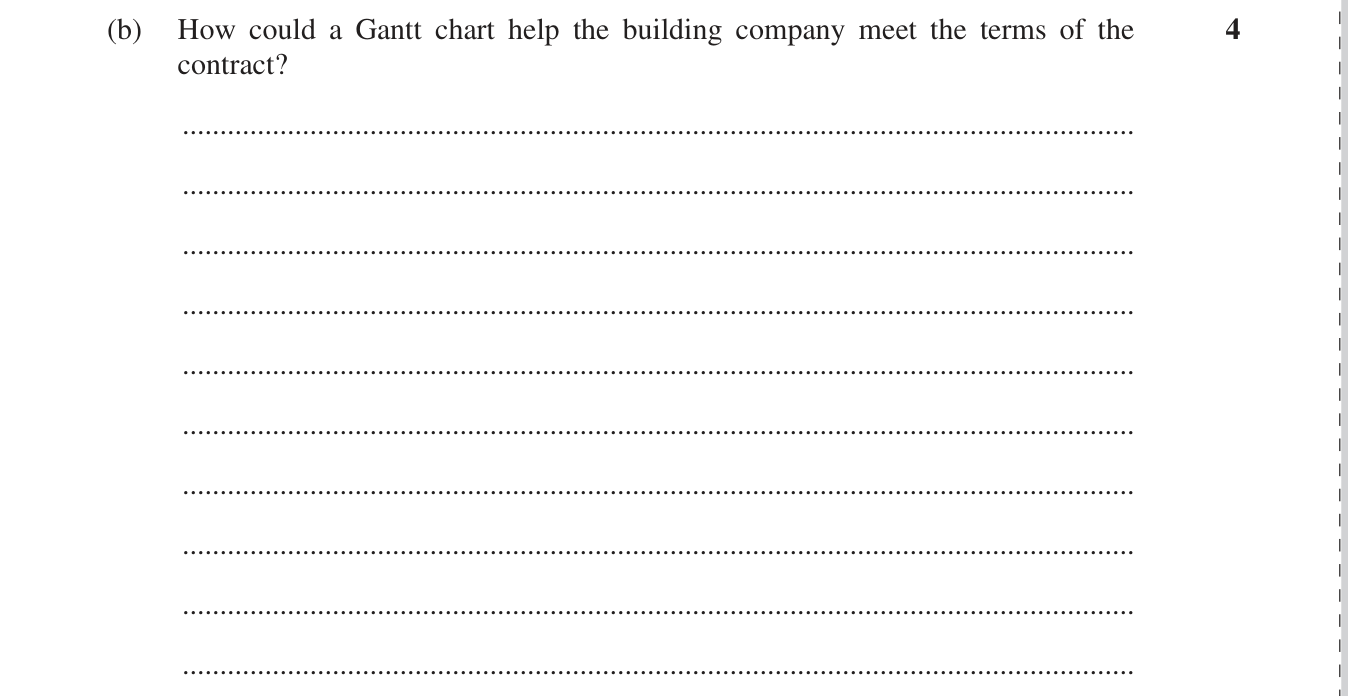 (b) How could a Gantt chart help the building company meet the terms of the 4
contract?